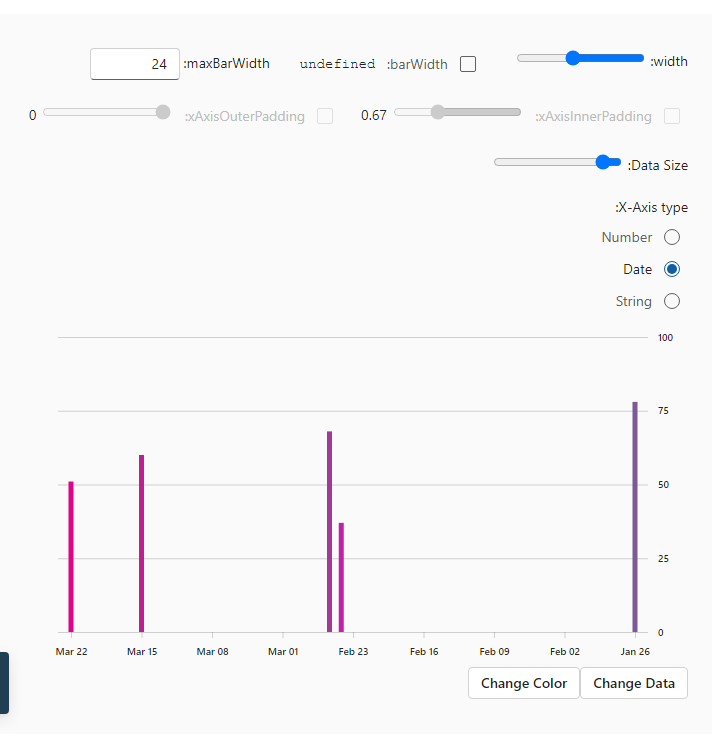 width:
barWidth: undefined
maxBarWidth: 24
xAxisInnerPadding: 0.67
xAxisOuterPadding: 0
Data Size:
X-Axis type:
Number
Date
String
100
75
50
25
0
Mar 22 Mar 15 Mar 08 Mar 01 Feb 23 Feb 16 Feb 09 Feb 02 Jan 26
Change Color Change Data